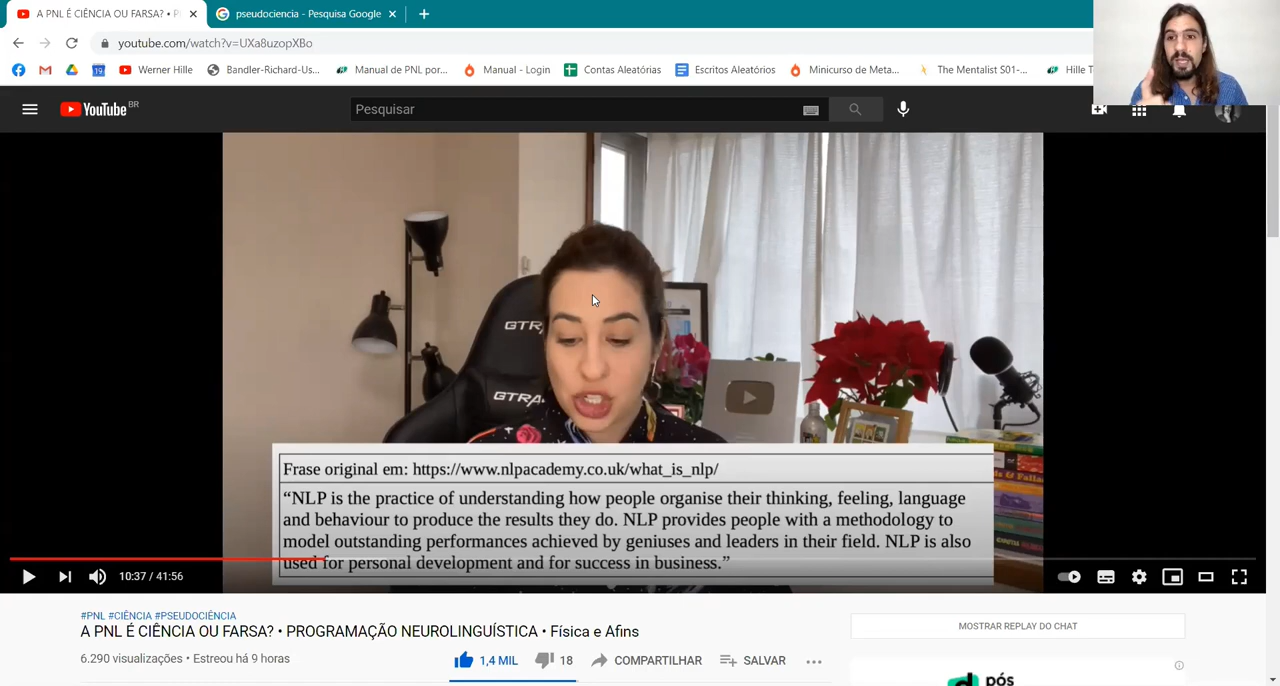 A PNL É CIÊNCIA OU FARSA? • P
pseudociencia - Pesquisa Google
youtube.com/watch?v=UXa8uzopXBo
19 Werner Hille Bandler-Richard-Us... Manual de PNL por... Manual - Login Contas Aleatórias Escritos Aleatórios Minicurso de Meta... The Mentalist S01-... Hille T
YouTube BR
Pesquisar
GTRA
GTRA
Frase original em: https://www.nlpacademy.co.uk/what_is_nlp/
“NLP is the practice of understanding how people organise their thinking, feeling, language
and behaviour to produce the results they do. NLP provides people with a methodology to
model outstanding performances achieved by geniuses and leaders in their field. NLP is also
used for personal development and for success in business.”
10:37 / 41:56
#PNL #CIÊNCIA #PSEUDOCIÊNCIA
A PNL É CIÊNCIA OU FARSA? • PROGRAMAÇÃO NEUROLINGUÍSTICA • Física e Afins
6.290 visualizações • Estreou há 9 horas
1,4 MIL 18 COMPARTILHAR SALVAR
MOSTRAR REPLAY DO CHAT
pós